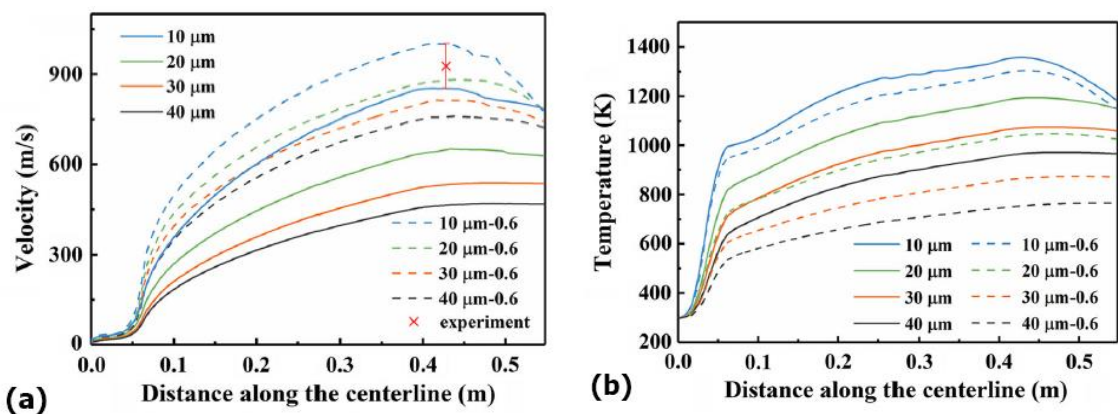 10 μm
20 μm
30 μm
40 μm
Velocity (m/s)
900
600
300
0
10 μm-0.6
20 μm-0.6
30 μm-0.6
40 μm-0.6
× experiment
0.0 0.1 0.2 0.3 0.4 0.5
Distance along the centerline (m)
(a)
Temperature (K)
1400
1200
1000
800
600
400
200
10 μm 10 μm-0.6
20 μm 20 μm-0.6
30 μm 30 μm-0.6
40 μm 40 μm-0.6
0.0 0.1 0.2 0.3 0.4 0.5
Distance along the centerline (m)
(b)